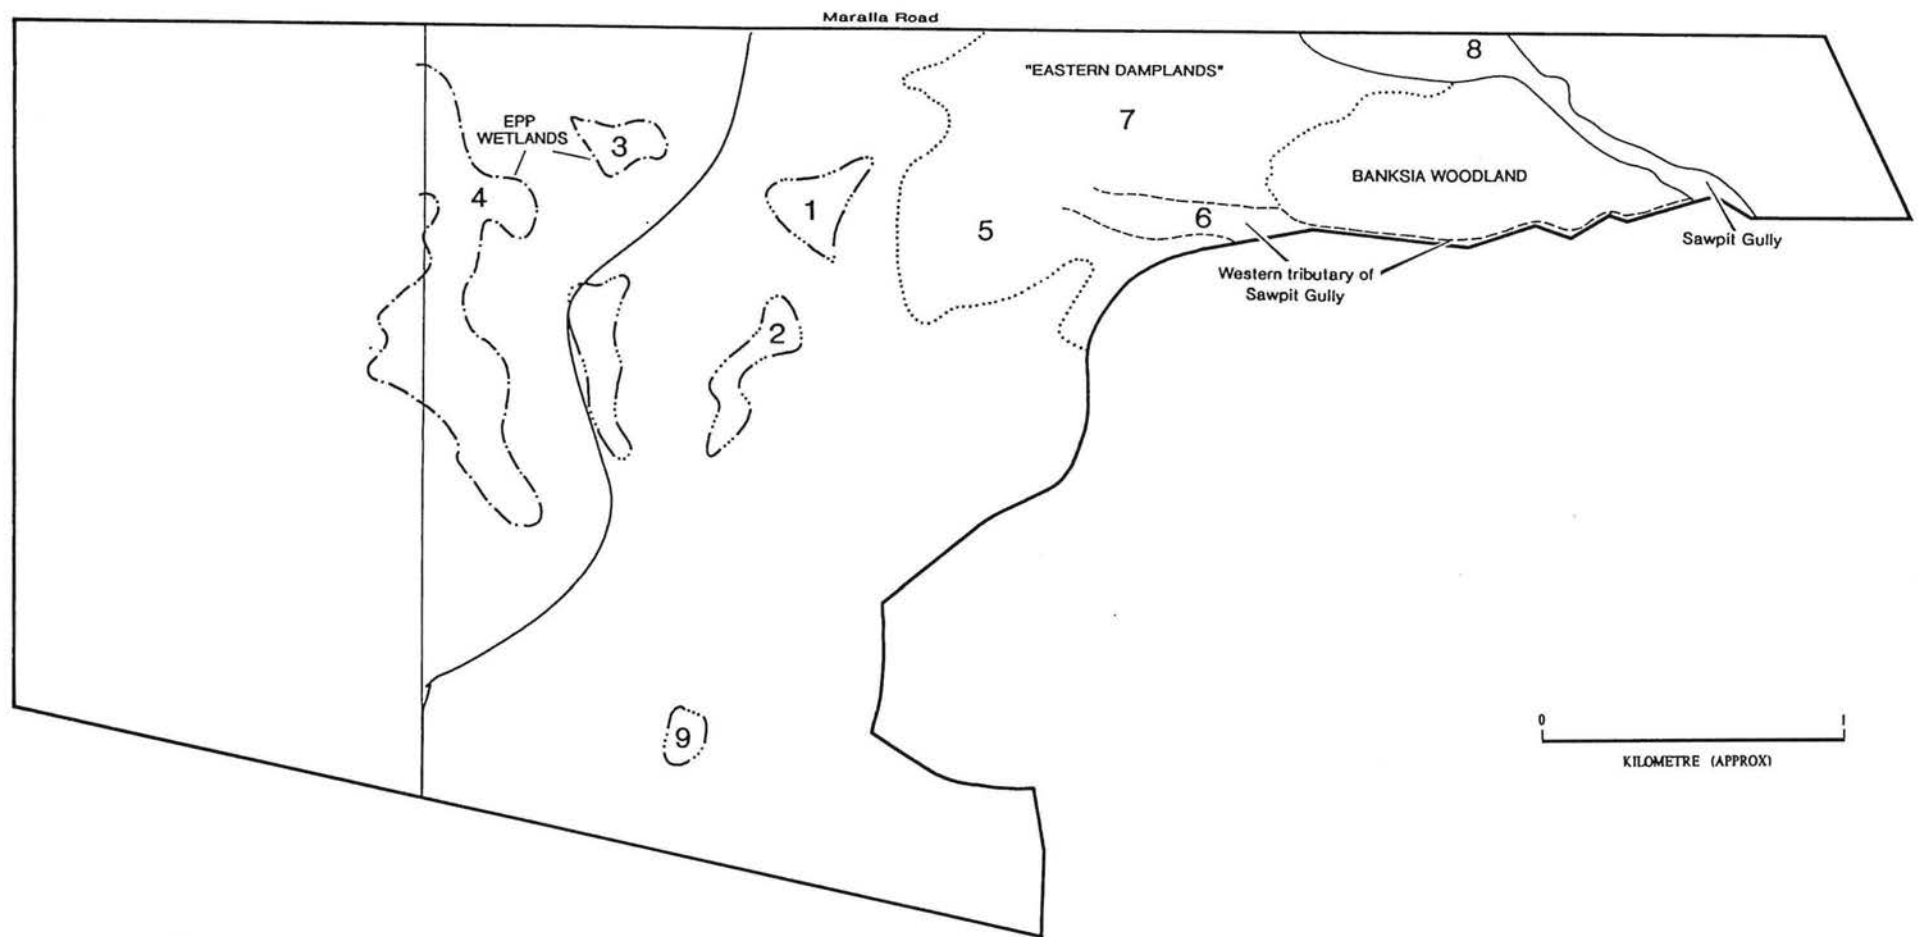 Maralla Road
8
"EASTERN DAMPLANDS"
7
EPP
WETLANDS
3
BANKSIA WOODLAND
4
1
6
5
Sawpit Gully
Western tributary of
Sawpit Gully
2
0 1
KILOMETRE (APPROX)
9